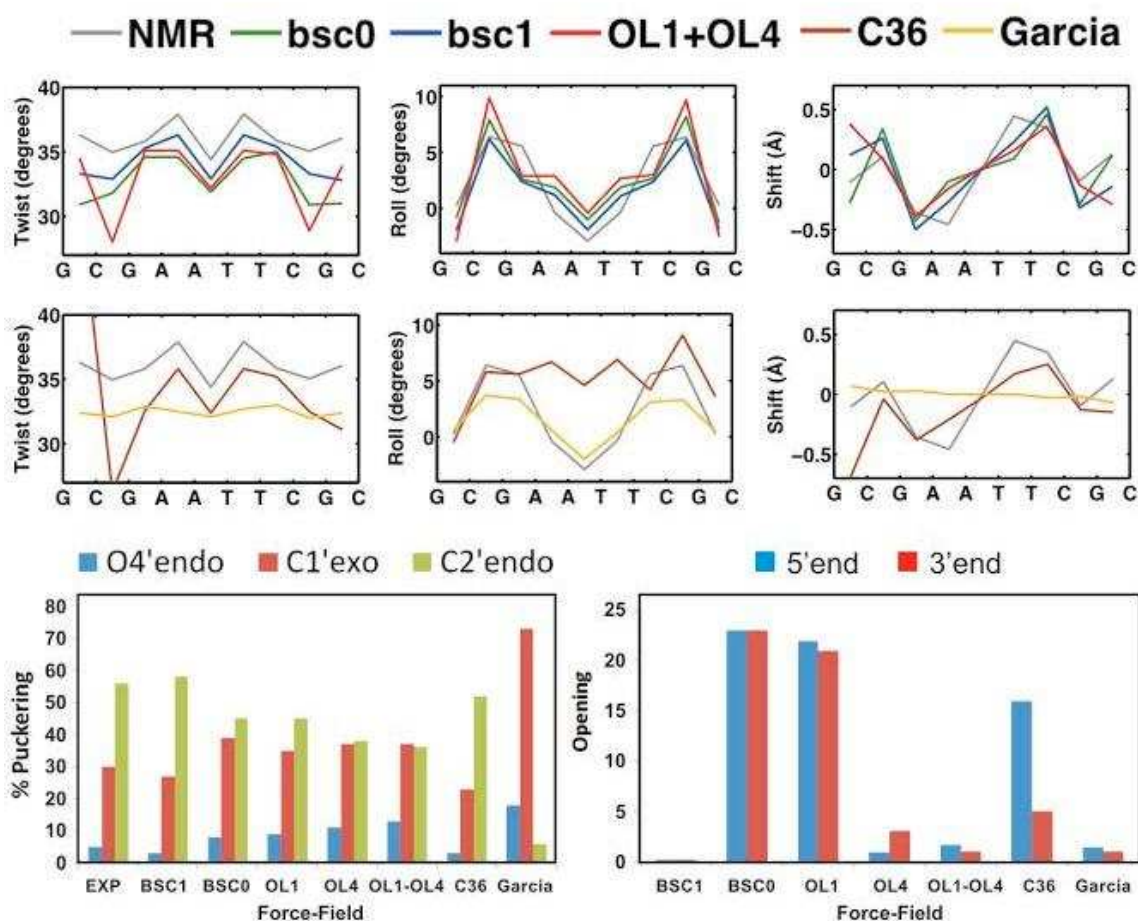 NMR bsc0 bsc1 OL1+OL4 C36 Garcia
Twist (degrees)
40
35
30
G C G A A T T C G C
Roll (degrees)
10
5
0
G C G A A T T C G C
Shift (Å)
0.5
0
−0.5
G C G A A T T C G C
Twist (degrees)
40
35
30
G C G A A T T C G C
Roll (degrees)
10
5
0
G C G A A T T C G C
Shift (Å)
0.5
0
−0.5
G C G A A T T C G C
O4'endo C1'exo C2'endo
% Puckering
80
70
60
50
40
30
20
10
0
EXP BSC1 BSC0 OL1 OL4 OL1-OL4 C36 Garcia
Force-Field
5'end 3'end
Opening
25
20
15
10
5
0
BSC1 BSC0 OL1 OL4 OL1-OL4 C36 Garcia
Force-Field